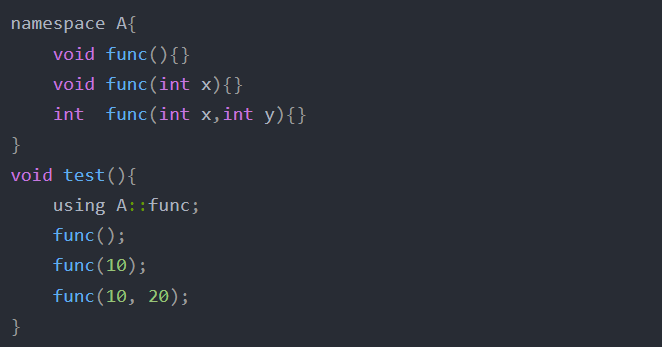 namespace A{
    void func(){}
    void func(int x){}
    int  func(int x,int y){}
}
void test(){
    using A::func;
    func();
    func(10);
    func(10, 20);
}